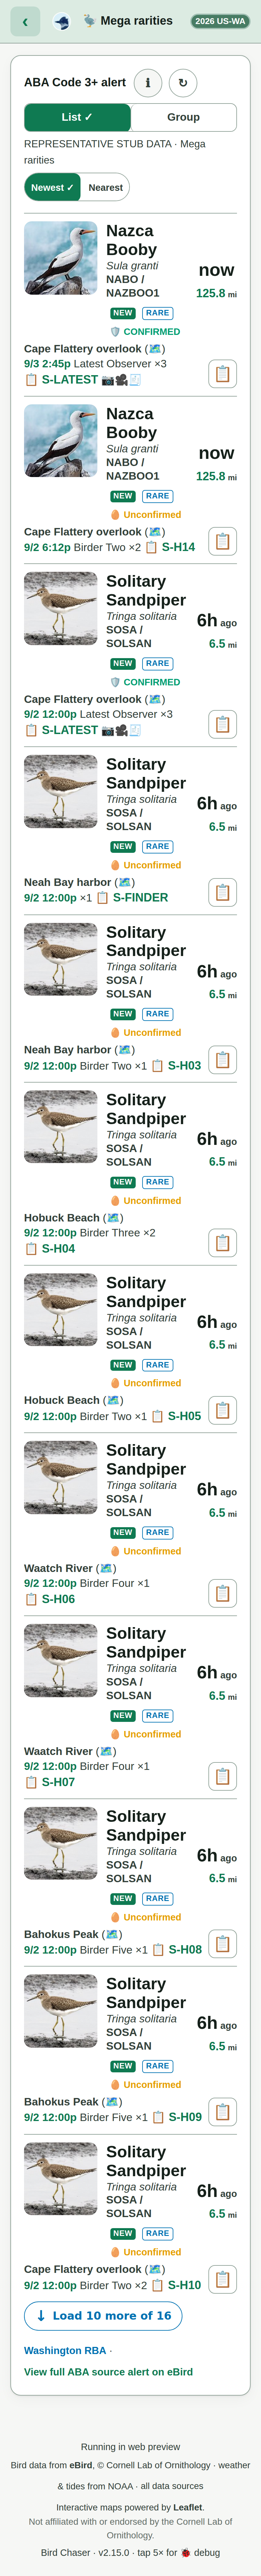 ‹ 🪿 Mega rarities 2026 US-WA
ABA Code 3+ alert ℹ ↻
List ✓ Group
REPRESENTATIVE STUB DATA · Mega
rarities
Newest ✓ Nearest
Nazca
Booby
Sula granti
NABO /
NAZBOO1
now
125.8 mi
NEW RARE
🛡️ CONFIRMED
Cape Flattery overlook (🗺️)
9/3 2:45p Latest Observer ×3
📋 S-LATEST 📷🎥🧾
📋
Nazca
Booby
Sula granti
NABO /
NAZBOO1
now
125.8 mi
NEW RARE
🥚 Unconfirmed
Cape Flattery overlook (🗺️)
9/2 6:12p Birder Two ×2 📋 S-H14
📋
Solitary
Sandpiper
Tringa solitaria
SOSA /
SOLSAN
6h ago
6.5 mi
NEW RARE
🛡️ CONFIRMED
Cape Flattery overlook (🗺️)
9/2 12:00p Latest Observer ×3
📋 S-LATEST 📷🎥🧾
📋
Solitary
Sandpiper
Tringa solitaria
SOSA /
SOLSAN
6h ago
6.5 mi
NEW RARE
🥚 Unconfirmed
Neah Bay harbor (🗺️)
9/2 12:00p ×1 📋 S-FINDER
📋
Solitary
Sandpiper
Tringa solitaria
SOSA /
SOLSAN
6h ago
6.5 mi
NEW RARE
🥚 Unconfirmed
Neah Bay harbor (🗺️)
9/2 12:00p Birder Two ×1 📋 S-H03
📋
Solitary
Sandpiper
Tringa solitaria
SOSA /
SOLSAN
6h ago
6.5 mi
NEW RARE
🥚 Unconfirmed
Hobuck Beach (🗺️)
9/2 12:00p Birder Three ×2
📋 S-H04
📋
Solitary
Sandpiper
Tringa solitaria
SOSA /
SOLSAN
6h ago
6.5 mi
NEW RARE
🥚 Unconfirmed
Hobuck Beach (🗺️)
9/2 12:00p Birder Two ×1 📋 S-H05
📋
Solitary
Sandpiper
Tringa solitaria
SOSA /
SOLSAN
6h ago
6.5 mi
NEW RARE
🥚 Unconfirmed
Waatch River (🗺️)
9/2 12:00p Birder Four ×1
📋 S-H06
📋
Solitary
Sandpiper
Tringa solitaria
SOSA /
SOLSAN
6h ago
6.5 mi
NEW RARE
🥚 Unconfirmed
Waatch River (🗺️)
9/2 12:00p Birder Four ×1
📋 S-H07
📋
Solitary
Sandpiper
Tringa solitaria
SOSA /
SOLSAN
6h ago
6.5 mi
NEW RARE
🥚 Unconfirmed
Bahokus Peak (🗺️)
9/2 12:00p Birder Five ×1 📋 S-H08
📋
Solitary
Sandpiper
Tringa solitaria
SOSA /
SOLSAN
6h ago
6.5 mi
NEW RARE
🥚 Unconfirmed
Bahokus Peak (🗺️)
9/2 12:00p Birder Five ×1 📋 S-H09
📋
Solitary
Sandpiper
Tringa solitaria
SOSA /
SOLSAN
6h ago
6.5 mi
NEW RARE
🥚 Unconfirmed
Cape Flattery overlook (🗺️)
9/2 12:00p Birder Two ×2 📋 S-H10
📋
↓ Load 10 more of 16
Washington RBA ·
View full ABA source alert on eBird
Running in web preview
Bird data from eBird, © Cornell Lab of Ornithology · weather
& tides from NOAA · all data sources
Interactive maps powered by Leaflet.
Not affiliated with or endorsed by the Cornell Lab of
Ornithology.
Bird Chaser · v2.15.0 · tap 5× for 🐞 debug